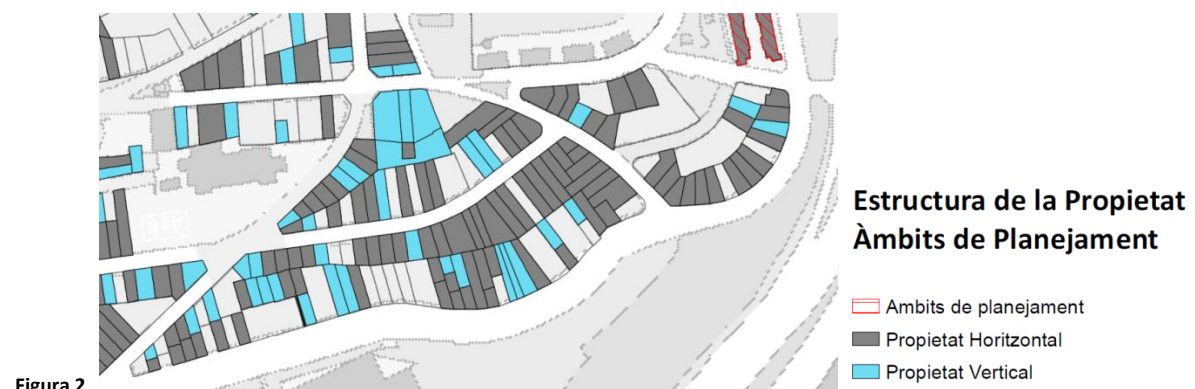 Estructura de la Propietat
Àmbits de Planejament
Ambits de planejament
Propietat Horitzontal
Propietat Vertical
Figura 2